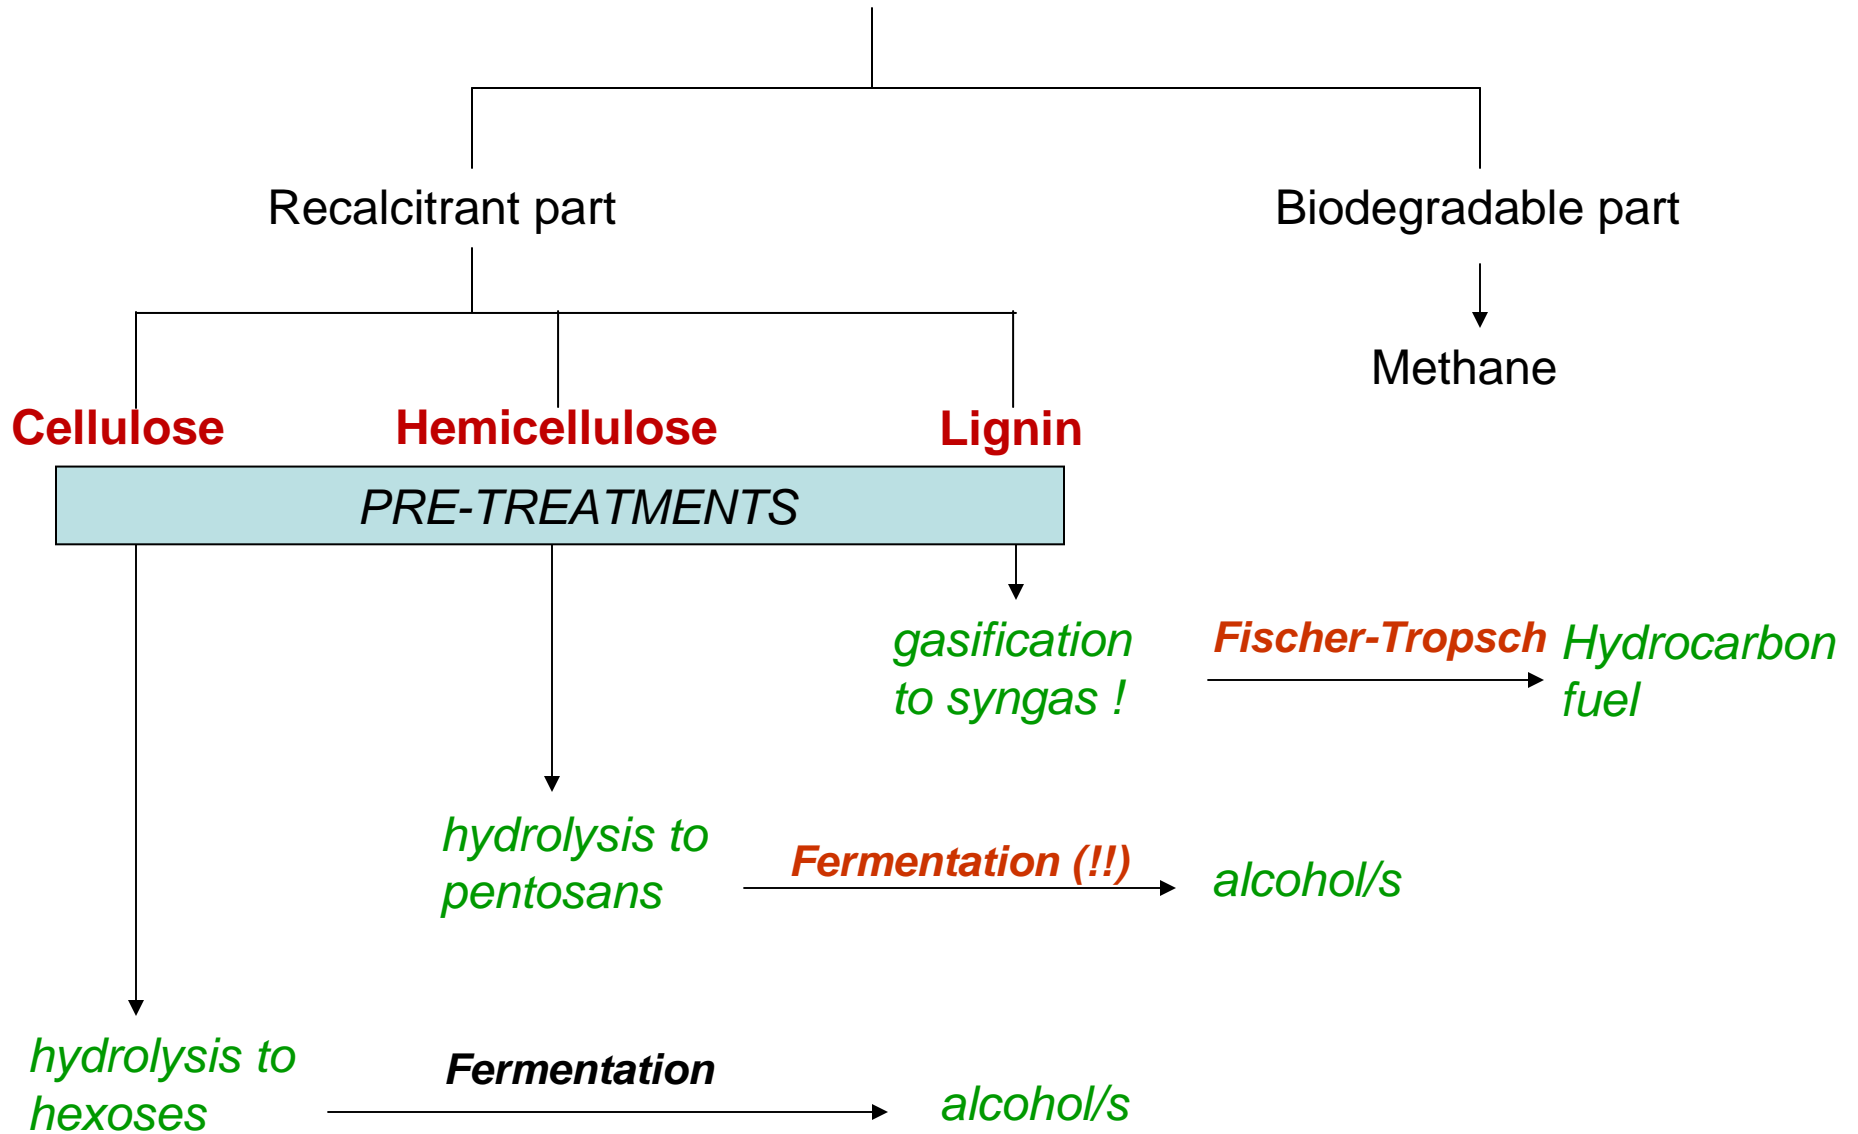 Recalcitrant part
Biodegradable part
Methane
Cellulose
Hemicellulose
Lignin
PRE-TREATMENTS
gasification
to syngas !
Fischer-Tropsch
Hydrocarbon
fuel
hydrolysis to
pentosans
Fermentation (!!)
alcohol/s
hydrolysis to
hexoses
Fermentation
alcohol/s